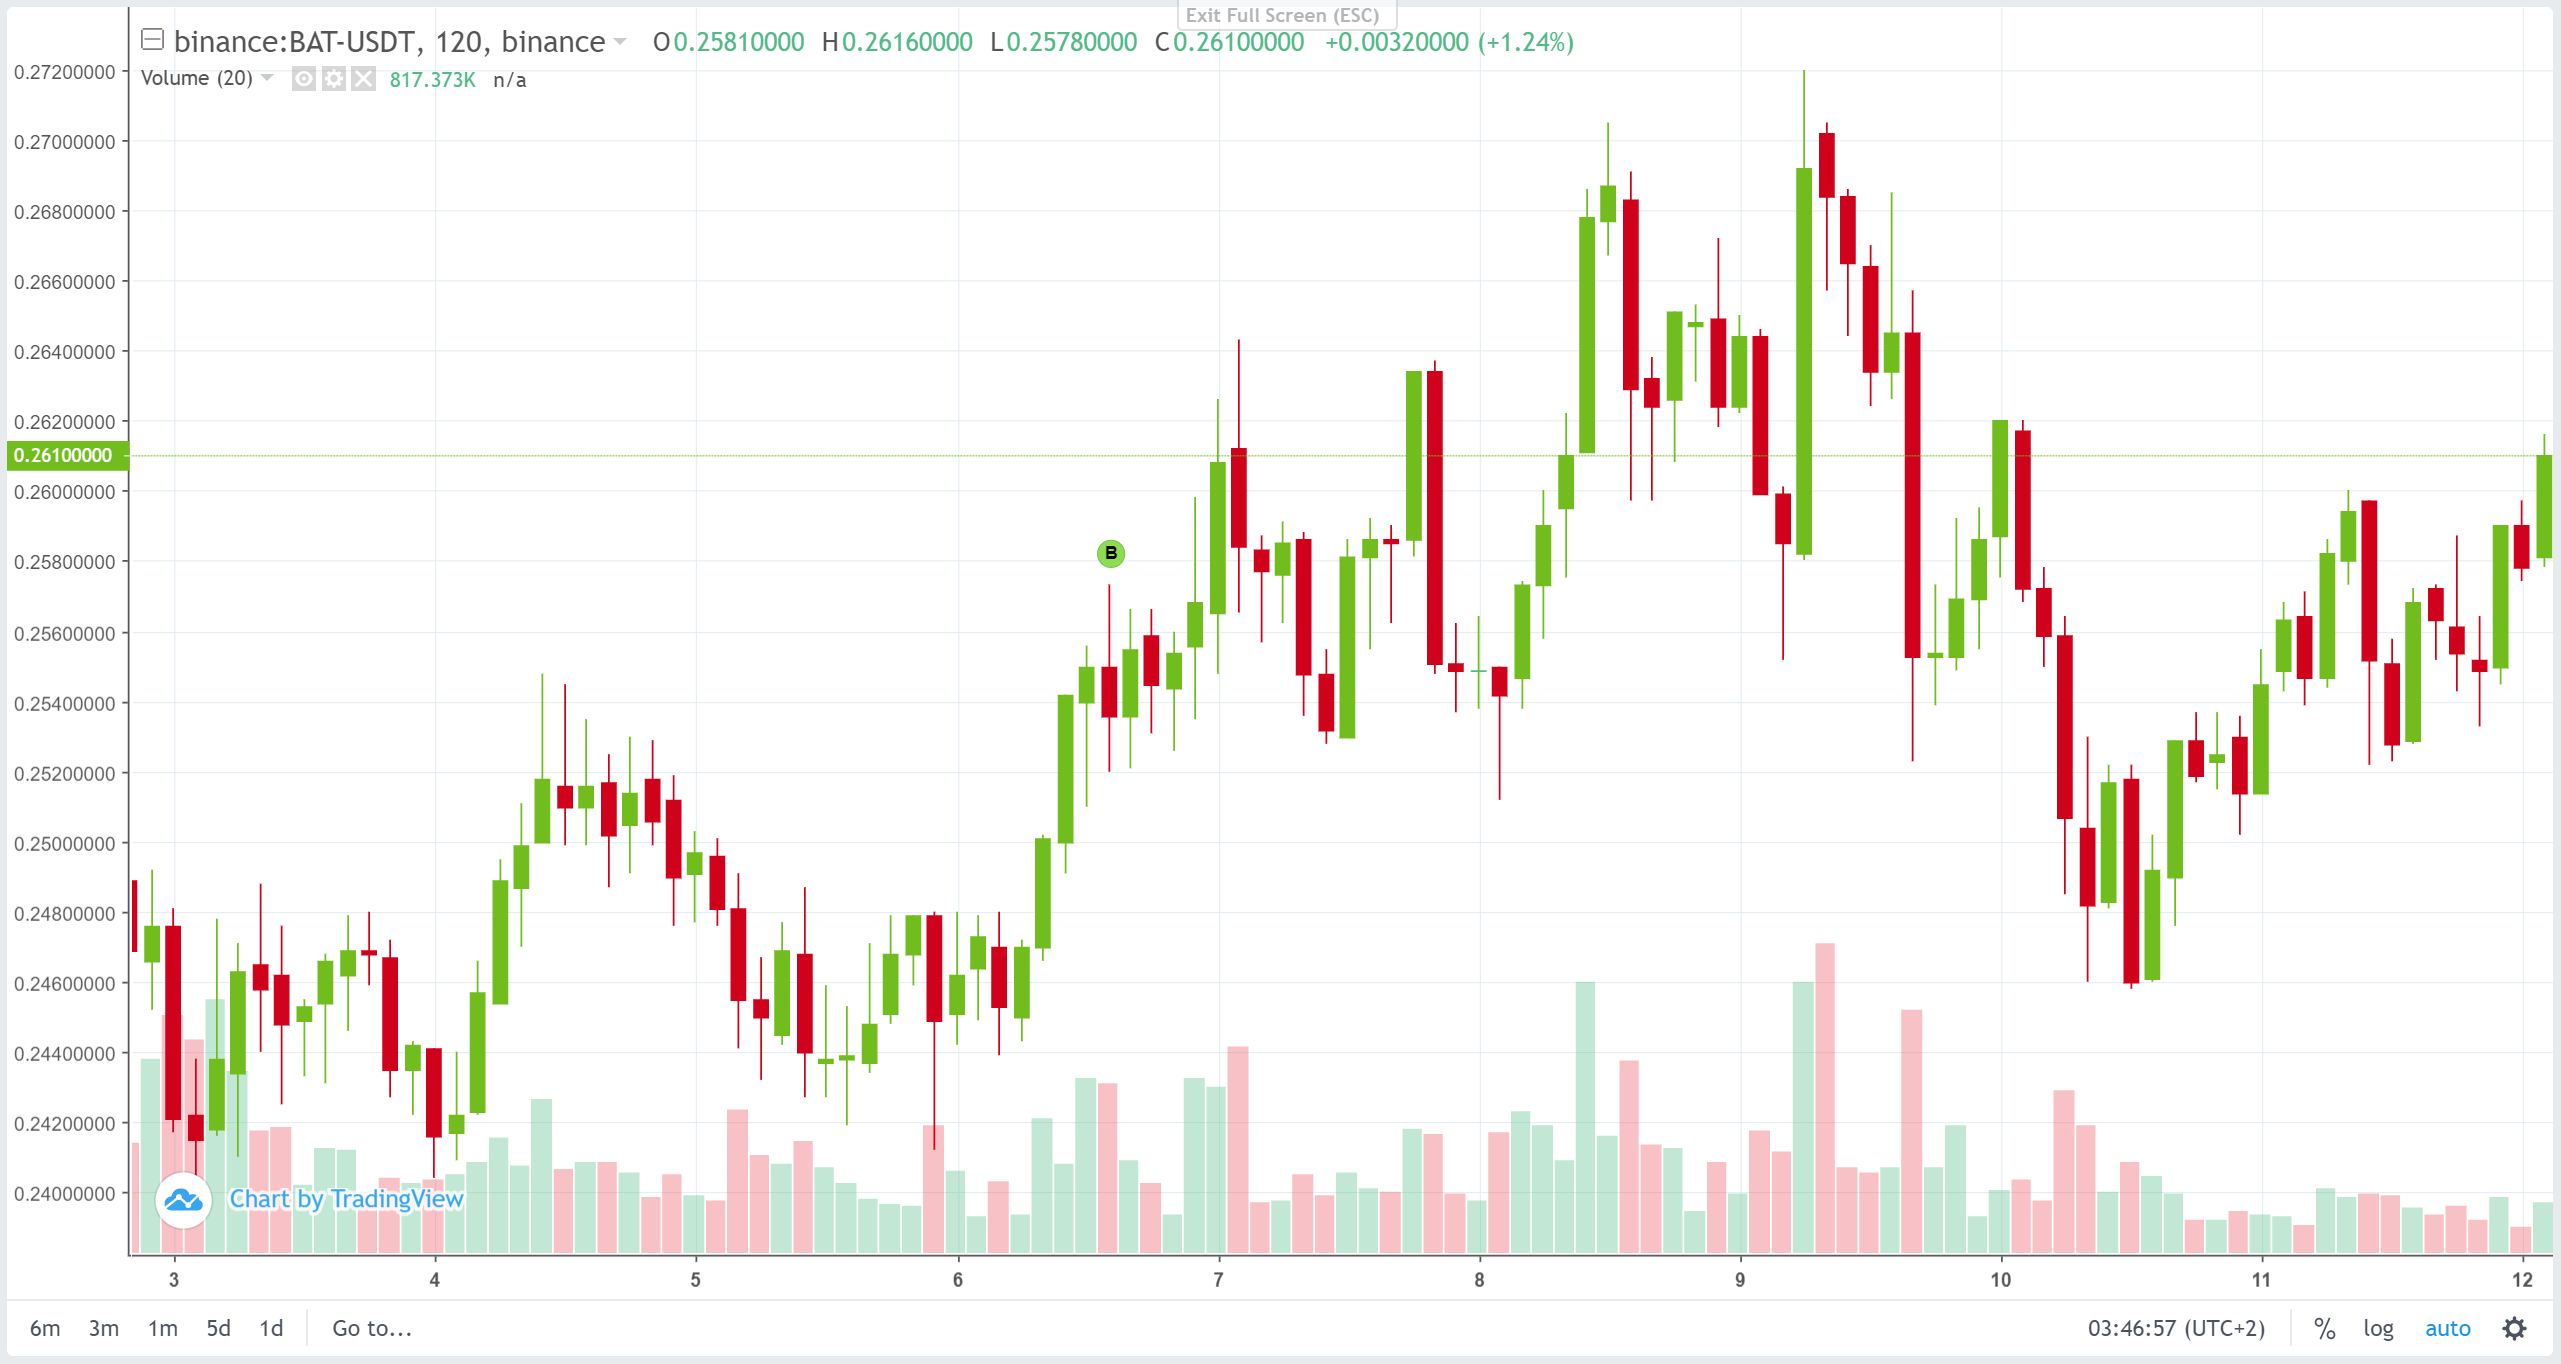 Exit Full Screen (ESC)
binance:BAT-USDT, 120, binance O0.25810000 H0.26160000 L0.25780000 C0.26100000 +0.00320000 (+1.24%)
Volume (20) 817.373K n/a
0.27200000
0.27000000
0.26800000
0.26600000
0.26400000
0.26200000
0.26100000
0.26000000
0.25800000
0.25600000
0.25400000
0.25200000
0.25000000
0.24800000
0.24600000
0.24400000
0.24200000
0.24000000
B
Chart by TradingView
3 4 5 6 7 8 9 10 11 12
6m 3m 1m 5d 1d Go to... 03:46:57 (UTC+2) % log auto